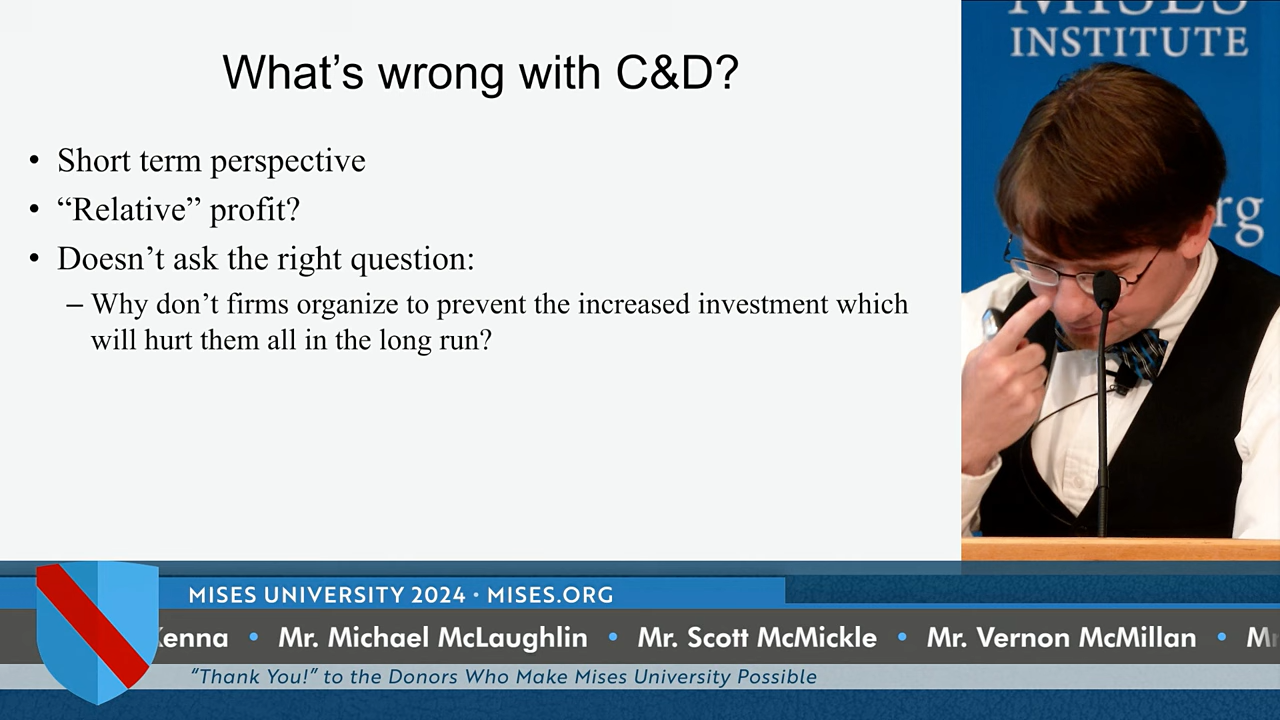 What's wrong with C&D?
• Short term perspective
• “Relative” profit?
• Doesn't ask the right question:
– Why don't firms organize to prevent the increased investment which
will hurt them all in the long run?
INSTITUTE
rg
MISES UNIVERSITY 2024 • MISES.ORG
Kenna • Mr. Michael McLaughlin • Mr. Scott McMickle • Mr. Vernon McMillan •
“Thank You!” to the Donors Who Make Mises University Possible